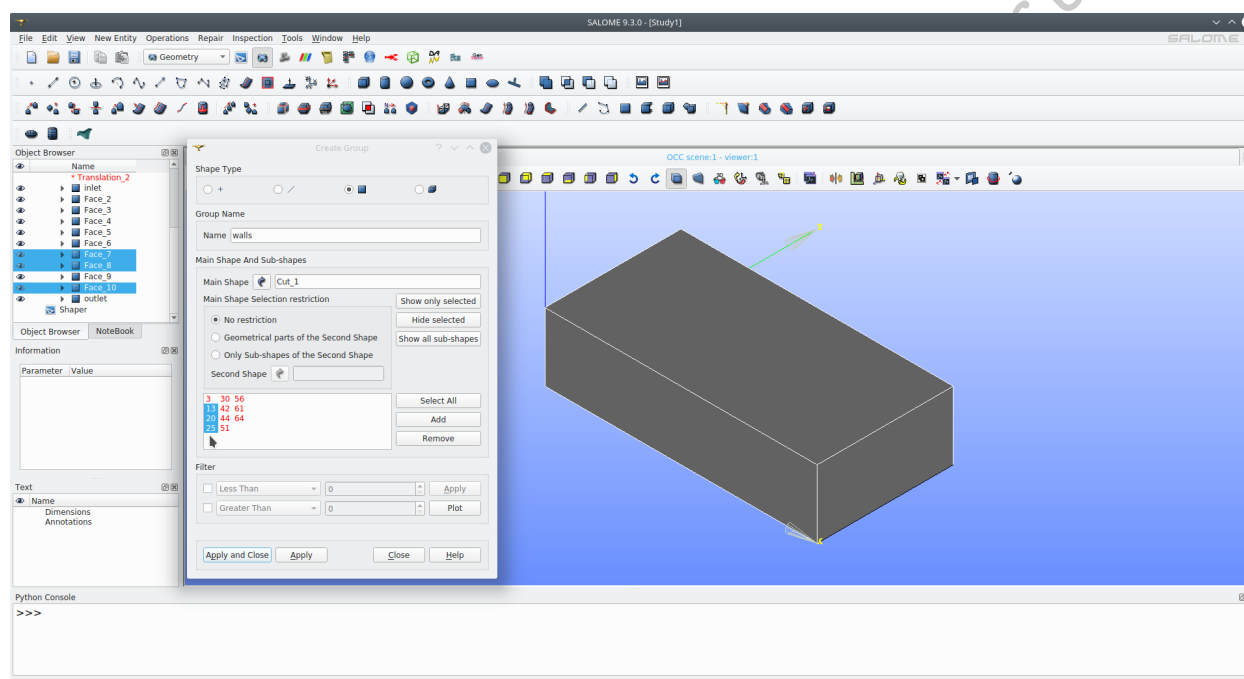 SALOME 9.3.0 - [Study1]
File Edit View New Entity Operations Repair Inspection Tools Window Help
SALOME
Geometry
Object Browser
Name
* Translation_2
inlet
Face_2
Face_3
Face_4
Face_5
Face_6
Face_7
Face_8
Face_9
Face_10
outlet
Shaper
Object Browser NoteBook
Information
Parameter Value
Text
Name
Dimensions
Annotations
Create Group
Shape Type
Group Name
Name walls
Main Shape And Sub-shapes
Main Shape Cut_1
Main Shape Selection restriction
No restriction
Geometrical parts of the Second Shape
Only Sub-shapes of the Second Shape
Second Shape
Show only selected
Hide selected
Show all sub-shapes
3 30 56
13 42 61
20 44 64
25 51
Select All
Add
Remove
Filter
Less Than 0 Apply
Greater Than 0 Plot
Apply and Close Apply Close Help
OCC scene:1 - viewer:1
Python Console
>>>